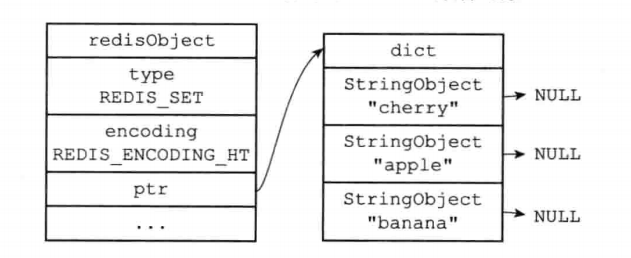 redisObject
type
REDIS_SET
encoding
REDIS_ENCODING_HT
ptr
...
dict
StringObject
"cherry"
NULL
StringObject
"apple"
NULL
StringObject
"banana"
NULL